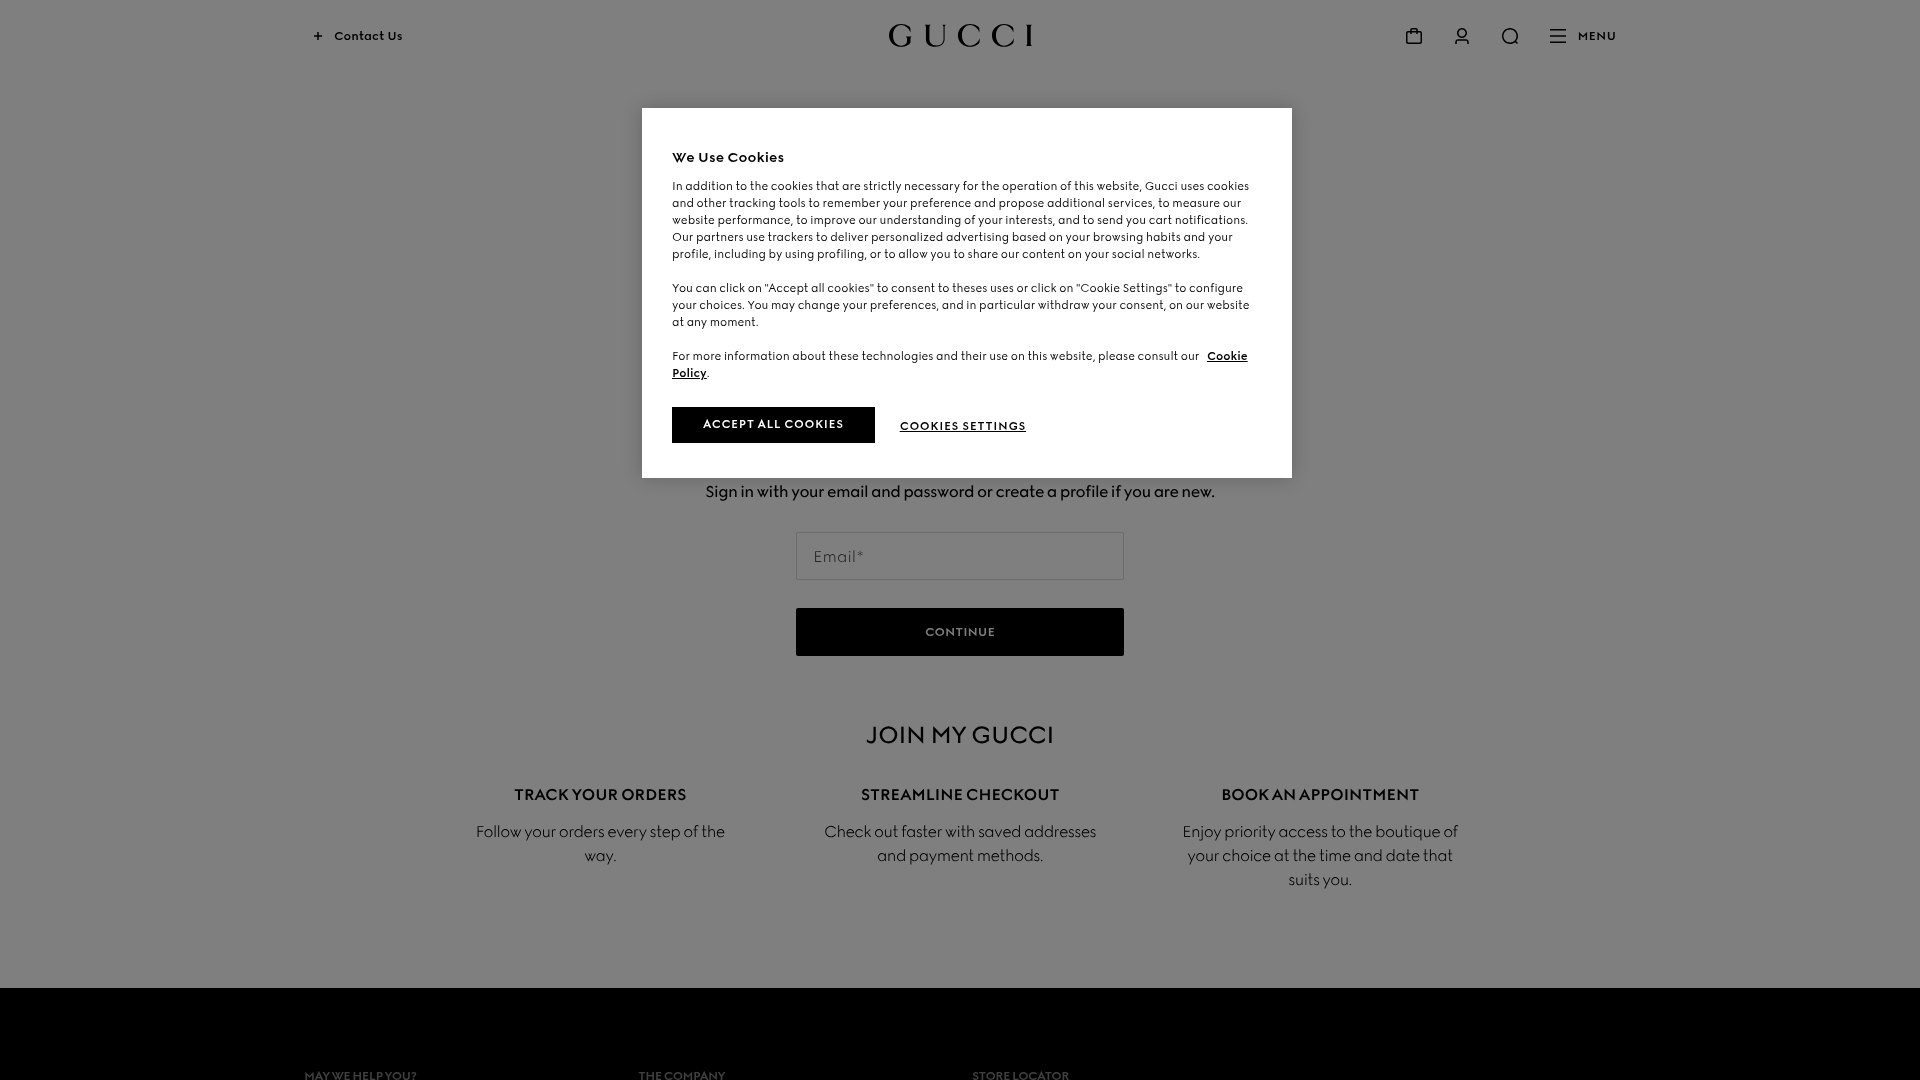 + Contact Us
GUCCI
MENU
We Use Cookies
In addition to the cookies that are strictly necessary for the operation of this website, Gucci uses cookies
and other tracking tools to remember your preference and propose additional services, to measure our
website performance, to improve our understanding of your interests, and to send you cart notifications.
Our partners use trackers to deliver personalized advertising based on your browsing habits and your
profile, including by using profiling, or to allow you to share our content on your social networks.
You can click on "Accept all cookies" to consent to theses uses or click on "Cookie Settings" to configure
your choices. You may change your preferences, and in particular withdraw your consent, on our website
at any moment.
For more information about these technologies and their use on this website, please consult our Cookie
Policy.
ACCEPT ALL COOKIES
COOKIES SETTINGS
Sign in with your email and password or create a profile if you are new.
Email*
CONTINUE
JOIN MY GUCCI
TRACK YOUR ORDERS
Follow your orders every step of the
way.
STREAMLINE CHECKOUT
Check out faster with saved addresses
and payment methods.
BOOK AN APPOINTMENT
Enjoy priority access to the boutique of
your choice at the time and date that
suits you.
MAY WE HELP YOU?
THE COMPANY
STORE LOCATOR